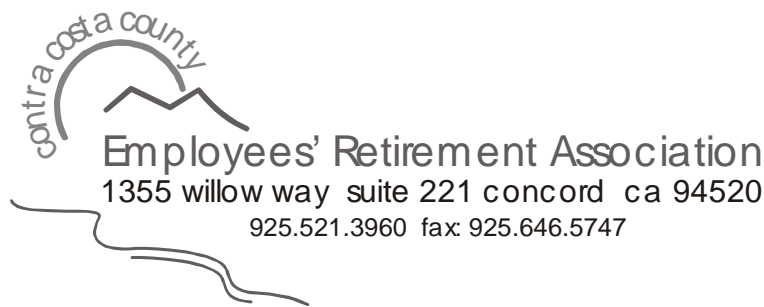 contra costa county
Employees' Retirement Association
1355 willow way suite 221 concord ca 94520
925.521.3960 fax: 925.646.5747